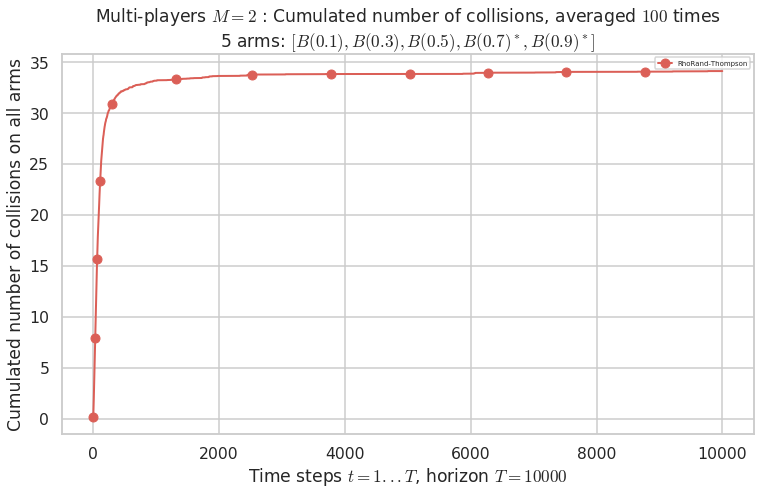 Multi-players $M = 2$ : Cumulated number of collisions, averaged $100$ times
5 arms: $[B(0.1), B(0.3), B(0.5), B(0.7)^*, B(0.9)^*]$
RhoRand-Thompson
Cumulated number of collisions on all arms
35
30
25
20
15
10
5
0
0 2000 4000 6000 8000 10000
Time steps $t = 1...T$, horizon $T = 10000$